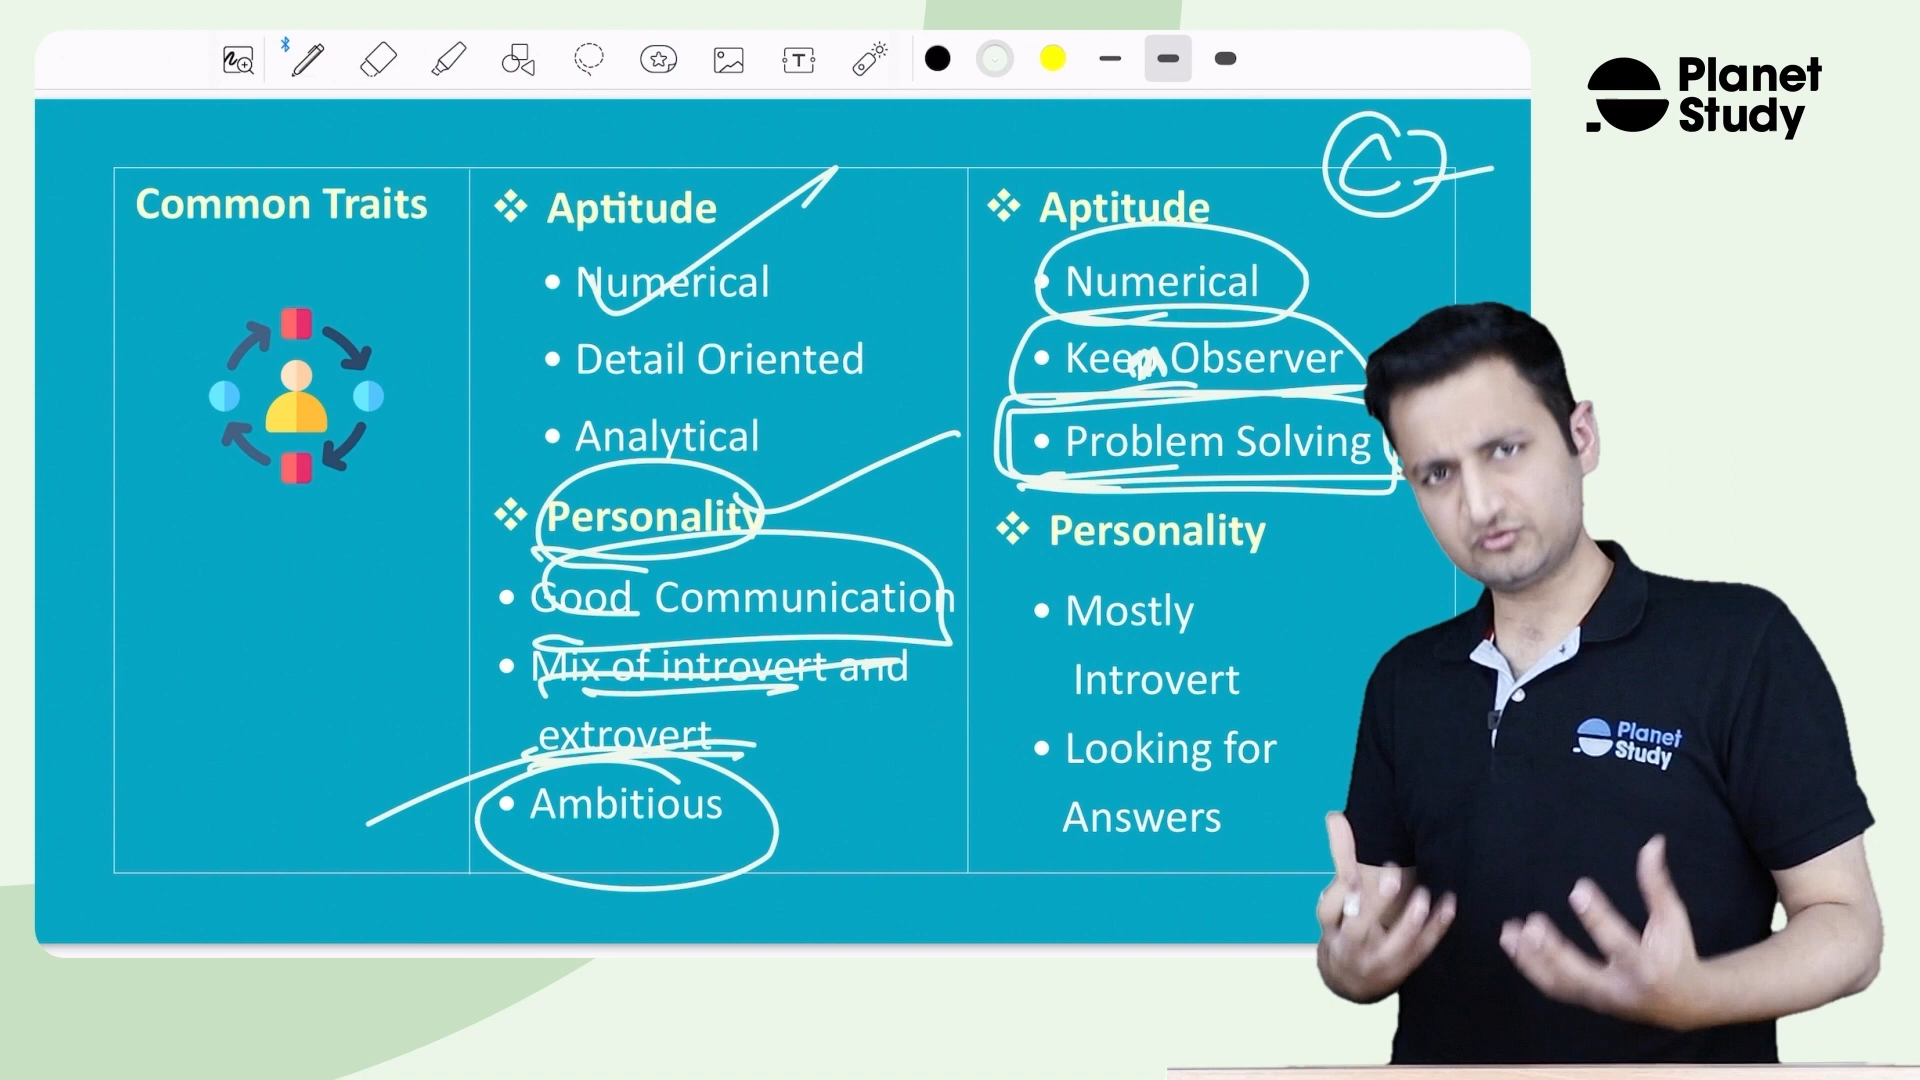 Planet
Study
T
Common Traits
❖ Aptitude
• Numerical
• Detail Oriented
• Analytical
❖ Personality
• Good Communication
• Mix of introvert and
extrovert
• Ambitious
❖ Aptitude
• Numerical
• Keen Observer
• Problem Solving
❖ Personality
• Mostly
Introvert
• Looking for
Answers
Planet
Study